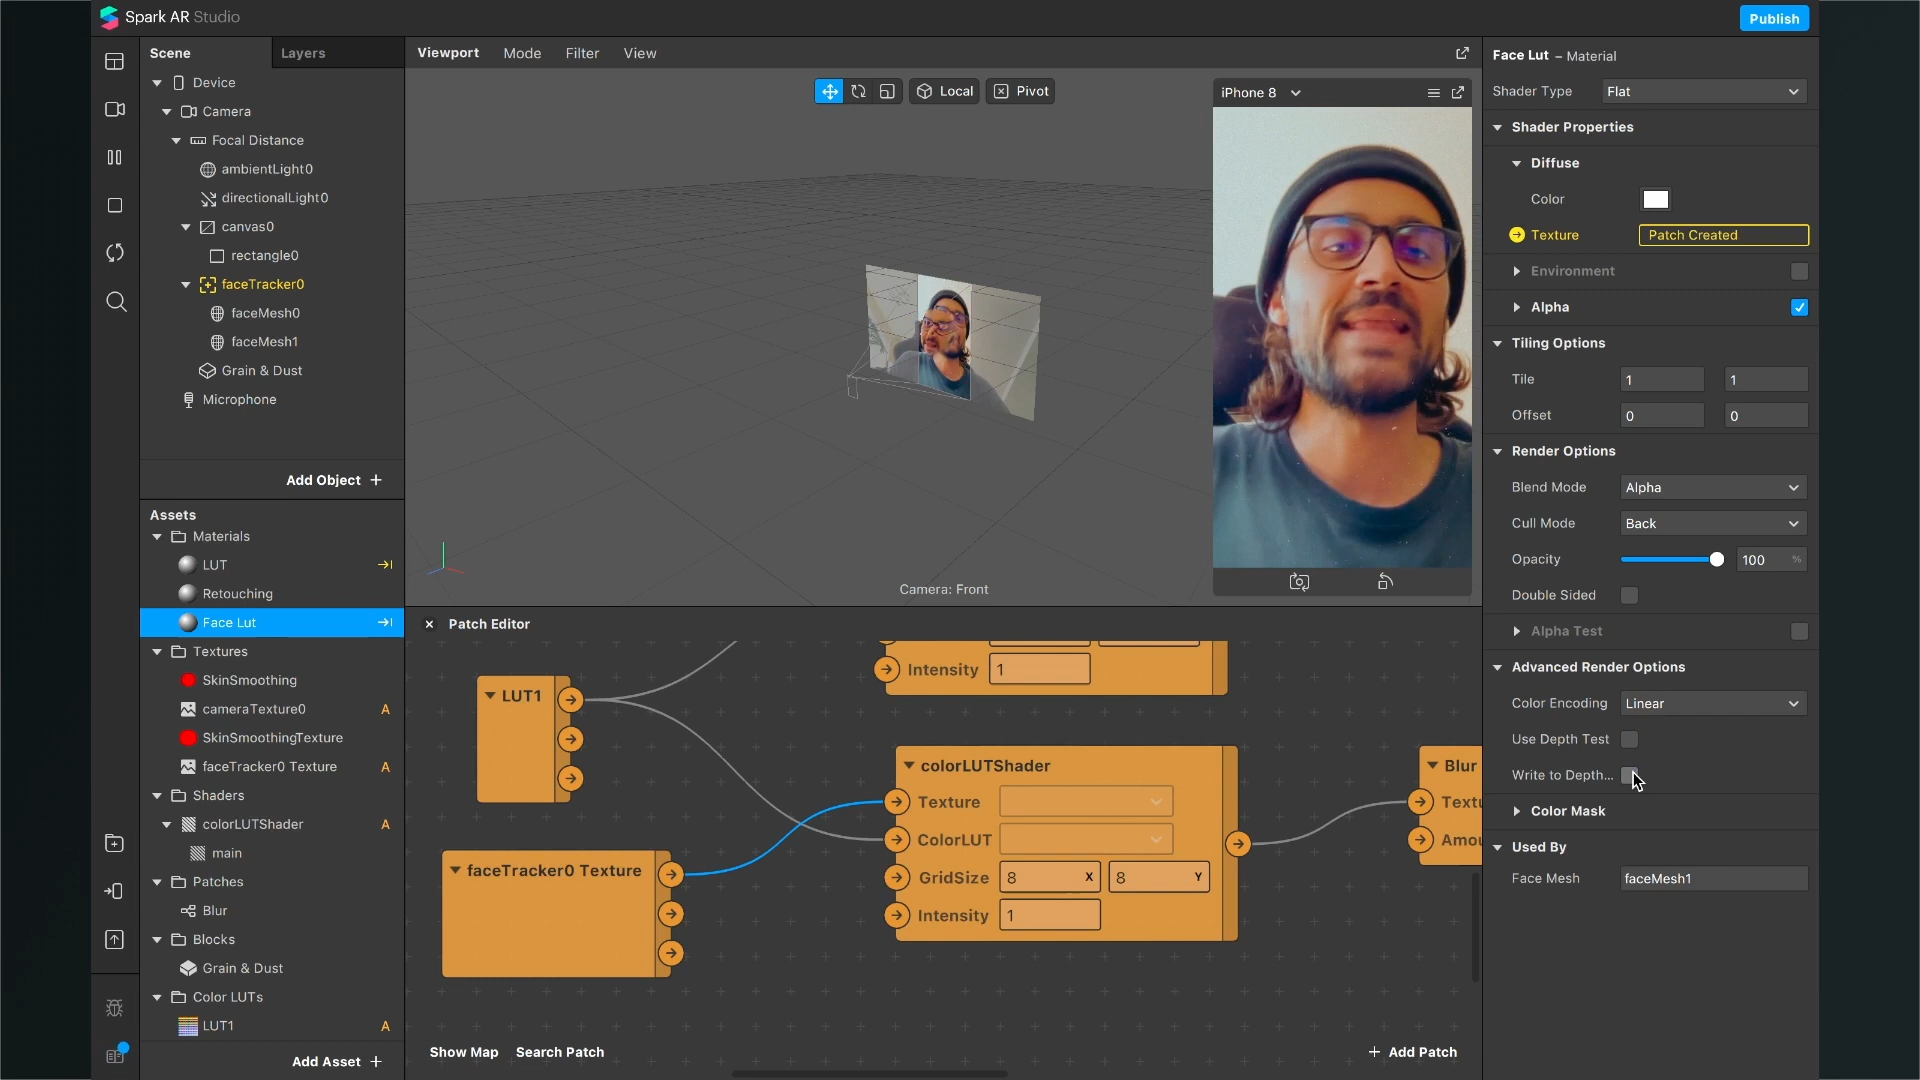 Spark AR Studio
Publish
Scene
Layers
Device
Camera
Focal Distance
ambientLight0
directionalLight0
canvas0
rectangle0
faceTracker0
faceMesh0
faceMesh1
Grain & Dust
Microphone
Add Object +
Assets
Materials
LUT
Retouching
Face Lut
Textures
SkinSmoothing
cameraTexture0 A
SkinSmoothingTexture
faceTracker0 Texture A
Shaders
colorLUTShader A
main
Patches
Blur
Blocks
Grain & Dust
Color LUTs
LUT1 A
Add Asset +
Viewport Mode Filter View
Local
Pivot
iPhone 8
Camera: Front
Patch Editor
Intensity 1
LUT1
faceTracker0 Texture
colorLUTShader
Texture
ColorLUT
GridSize 8 X 8 Y
Intensity 1
Blur
Textu
Amou
Show Map Search Patch
+ Add Patch
Face Lut – Material
Shader Type Flat
Shader Properties
Diffuse
Color
Texture Patch Created
Environment
Alpha
Tiling Options
Tile 1 1
Offset 0 0
Render Options
Blend Mode Alpha
Cull Mode Back
Opacity 100 %
Double Sided
Alpha Test
Advanced Render Options
Color Encoding Linear
Use Depth Test
Write to Depth...
Color Mask
Used By
Face Mesh faceMesh1